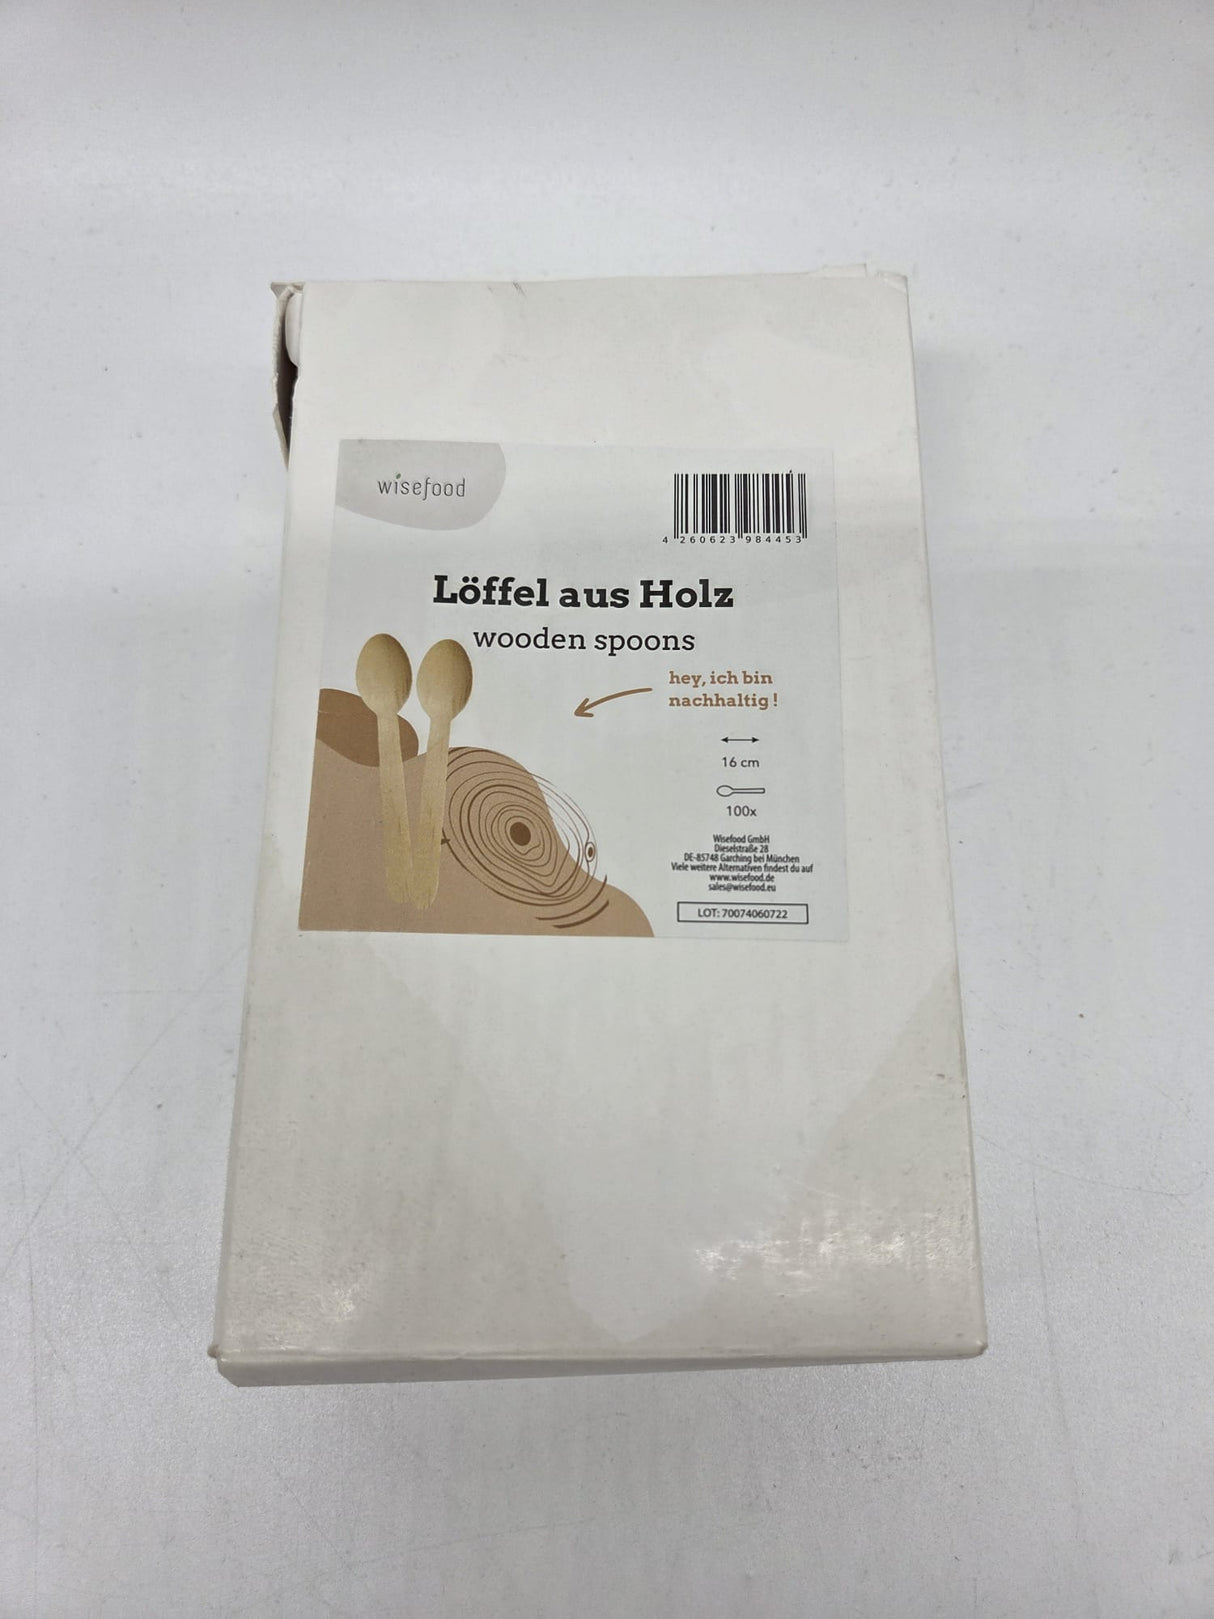 wisefood
4 260623 984453
Löffel aus Holz
wooden spoons
hey, ich bin
nachhaltig !
16 cm
100x
Wisefood GmbH
Dieselstraße 28
DE-85748 Garching bei München
Viele weitere Alternativen findest du auf
www.wisefood.de
sales@wisefood.eu
LOT: 70074060722